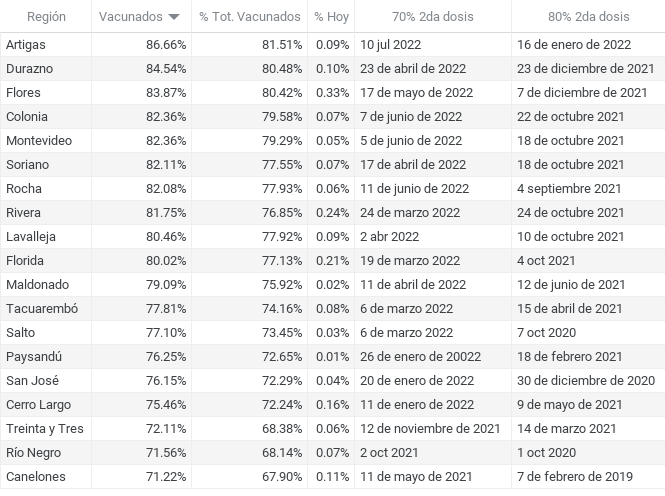 Región Vacunados % Tot. Vacunados % Hoy 70% 2da dosis 80% 2da dosis
Artigas 86.66% 81.51% 0.09% 10 jul 2022 16 de enero de 2022
Durazno 84.54% 80.48% 0.10% 23 de abril de 2022 23 de diciembre de 2021
Flores 83.87% 80.42% 0.33% 17 de mayo de 2022 7 de diciembre de 2021
Colonia 82.36% 79.58% 0.07% 7 de junio de 2022 22 de octubre 2021
Montevideo 82.36% 79.29% 0.05% 5 de junio de 2022 18 de octubre 2021
Soriano 82.11% 77.55% 0.07% 17 de abril de 2022 18 de octubre 2021
Rocha 82.08% 77.93% 0.06% 11 de junio de 2022 4 septiembre 2021
Rivera 81.75% 76.85% 0.24% 24 de marzo 2022 24 de octubre 2021
Lavalleja 80.46% 77.92% 0.09% 2 abr 2022 10 de octubre 2021
Florida 80.02% 77.13% 0.21% 19 de marzo 2022 4 oct 2021
Maldonado 79.09% 75.92% 0.02% 11 de abril de 2022 12 de junio de 2021
Tacuarembó 77.81% 74.16% 0.08% 6 de marzo 2022 15 de abril de 2021
Salto 77.10% 73.45% 0.03% 6 de marzo 2022 7 oct 2020
Paysandú 76.25% 72.65% 0.01% 26 de enero de 20022 18 de febrero 2021
San José 76.15% 72.29% 0.04% 20 de enero de 2022 30 de diciembre de 2020
Cerro Largo 75.46% 72.24% 0.16% 11 de enero de 2022 9 de mayo de 2021
Treinta y Tres 72.11% 68.38% 0.06% 12 de noviembre de 2021 14 de marzo 2021
Río Negro 71.56% 68.14% 0.07% 2 oct 2021 1 oct 2020
Canelones 71.22% 67.90% 0.11% 11 de mayo de 2021 7 de febrero de 2019